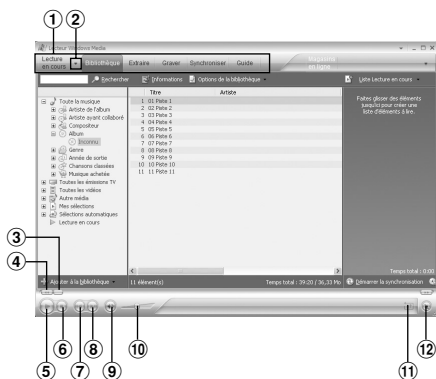 ① ②
Lecteur Windows Media
Lecture
en cours
Bibliothèque
Extraire
Graver
Synchroniser
Guide
Magasins
en ligne
Rechercher
Informations
Options de la bibliothèque
Liste Lecture en cours
Titre
Artiste
Toute la musique
Artiste de l'album
Artiste ayant collaboré
Compositeur
Album
Inconnu
Genre
Année de sortie
Chansons classées
Musique achetée
Toutes les émissions TV
Toutes les vidéos
Autre média
Mes sélections
Sélections automatiques
Lecture en cours
1 01 Piste 1
2 02 Piste 2
3 03 Piste 3
4 04 Piste 4
5 05 Piste 5
6 06 Piste 6
7 07 Piste 7
8 08 Piste 8
9 09 Piste 9
10 10 Piste 10
11 11 Piste 11
Faites glisser des éléments
jusqu'ici pour créer une
liste d'éléments à lire.
Temps total : 0:00
Ajouter à la bibliothèque
11 élément(s)
Temps total : 39:20 / 36,33 Mo
Démarrer la synchronisation
③
④
⑤ ⑥ ⑦ ⑧ ⑨ ⑩ ⑪ ⑫